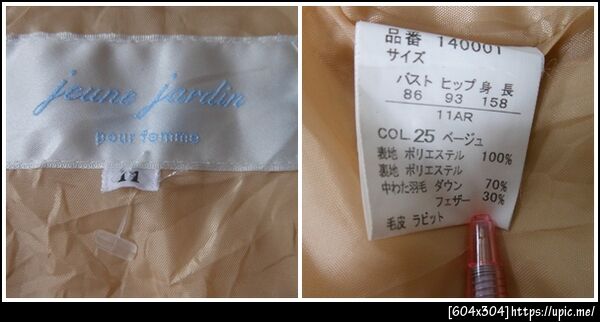 jeune jardin
pour femme
11
品番 140001
サイズ
バスト ヒップ 身長
86 93 158
11AR
COL 25 ベージュ
裏地 ポリエステル 100%
裏地 ポリエステル
中わた羽毛 ダウン 70%
フェザー 30%
毛皮 ラビット
[604x304]https://upic.me/